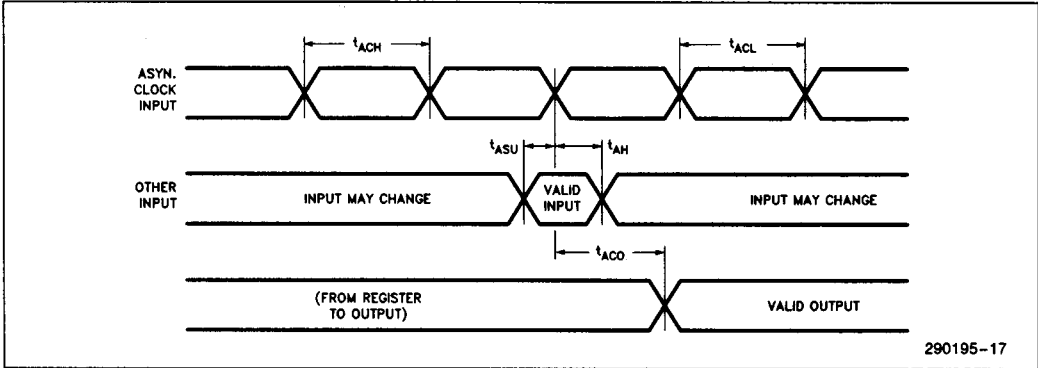 tACH
tACL
ASYN.
CLOCK
INPUT
tASU
tAH
OTHER
INPUT
INPUT MAY CHANGE
VALID
INPUT
INPUT MAY CHANGE
tACO
(FROM REGISTER
TO OUTPUT)
VALID OUTPUT
290195-17